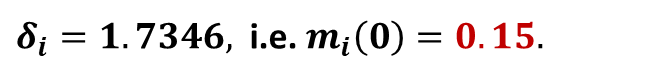 δᵢ = 1.7346, i.e. mᵢ(0) = 0.15.